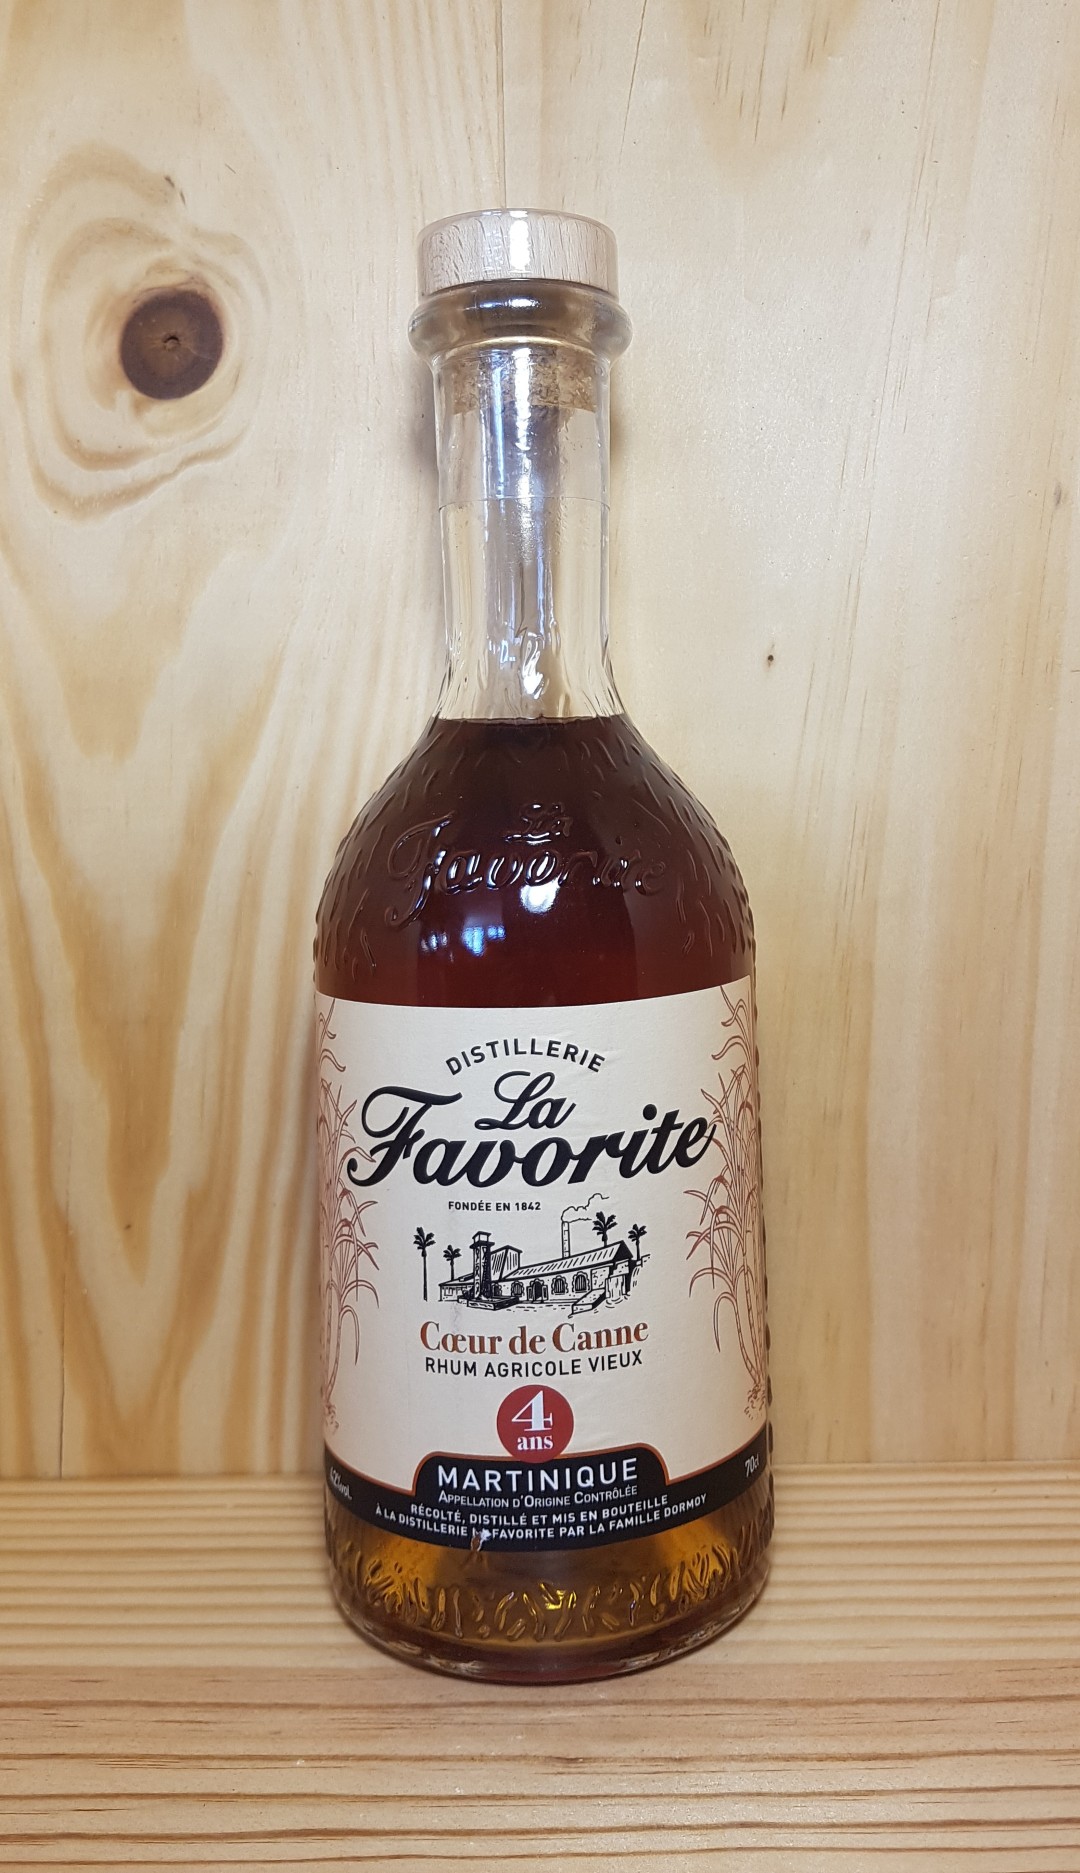 La
Favorite
DISTILLERIE
La
Favorite
FONDÉE EN 1842
Cœur de Canne
RHUM AGRICOLE VIEUX
4
ans
MARTINIQUE
APPELLATION D'ORIGINE CONTRÔLÉE
70cl
RÉCOLTÉ, DISTILLÉ ET MIS EN BOUTEILLE
À LA DISTILLERIE FAVORITE PAR LA FAMILLE DORMOY